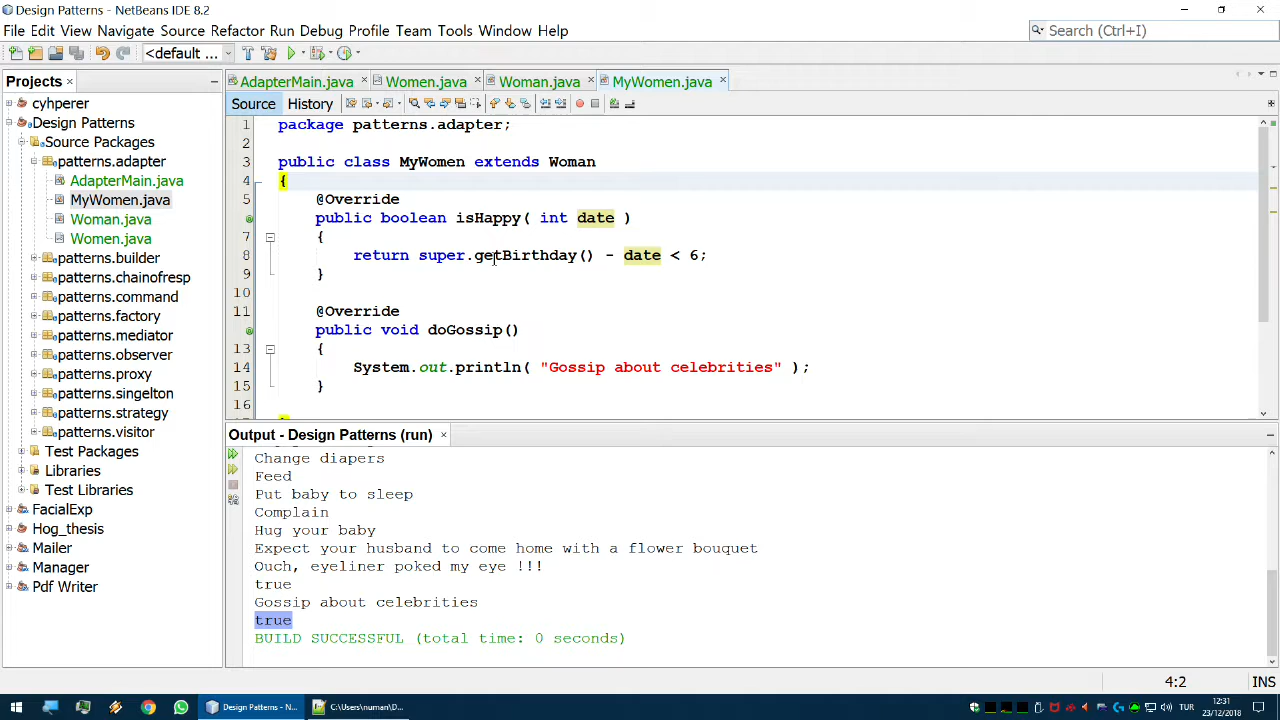 Design Patterns - NetBeans IDE 8.2
File Edit View Navigate Source Refactor Run Debug Profile Team Tools Window Help
Search (Ctrl+I)
<default ...
Projects
AdapterMain.java
Women.java
Woman.java
MyWomen.java
cyhperer
Design Patterns
Source Packages
patterns.adapter
AdapterMain.java
MyWomen.java
Woman.java
Women.java
patterns.builder
patterns.chainofresp
patterns.command
patterns.factory
patterns.mediator
patterns.observer
patterns.proxy
patterns.singelton
patterns.strategy
patterns.visitor
Test Packages
Libraries
Test Libraries
FacialExp
Hog_thesis
Mailer
Manager
Pdf Writer
Source
History
1 package patterns.adapter;
2
3 public class MyWomen extends Woman
4 {
5 @Override
public boolean isHappy( int date )
7 {
8 return super.getBirthday() - date < 6;
9 }
10
11 @Override
public void doGossip()
13 {
14 System.out.println( "Gossip about celebrities" );
15 }
16
Output - Design Patterns (run)
Change diapers
Feed
Put baby to sleep
Complain
Hug your baby
Expect your husband to come home with a flower bouquet
Ouch, eyeliner poked my eye !!!
true
Gossip about celebrities
true
BUILD SUCCESSFUL (total time: 0 seconds)
4:2
INS
Design Patterns - N...
C:\Users\numan\D...
TUR
12:31
23/12/2018